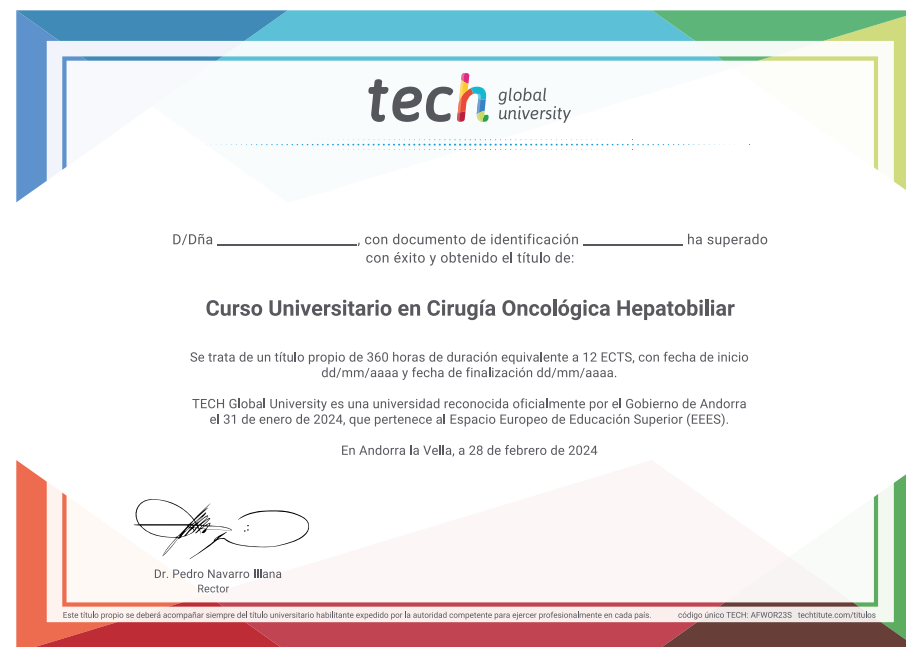 tech global university
D/Dña ____________________, con documento de identificación ______________ ha superado
con éxito y obtenido el título de:
Curso Universitario en Cirugía Oncológica Hepatobiliar
Se trata de un título propio de 360 horas de duración equivalente a 12 ECTS, con fecha de inicio
dd/mm/aaaa y fecha de finalización dd/mm/aaaa.
TECH Global University es una universidad reconocida oficialmente por el Gobierno de Andorra
el 31 de enero de 2024, que pertenece al Espacio Europeo de Educación Superior (EEES).
En Andorra la Vella, a 28 de febrero de 2024
Dr. Pedro Navarro Illana
Rector
Este título propio se deberá acompañar siempre del título universitario habilitante expedido por la autoridad competente para ejercer profesionalmente en cada país. código único TECH: AFWOR23S techtitute.com/titulos